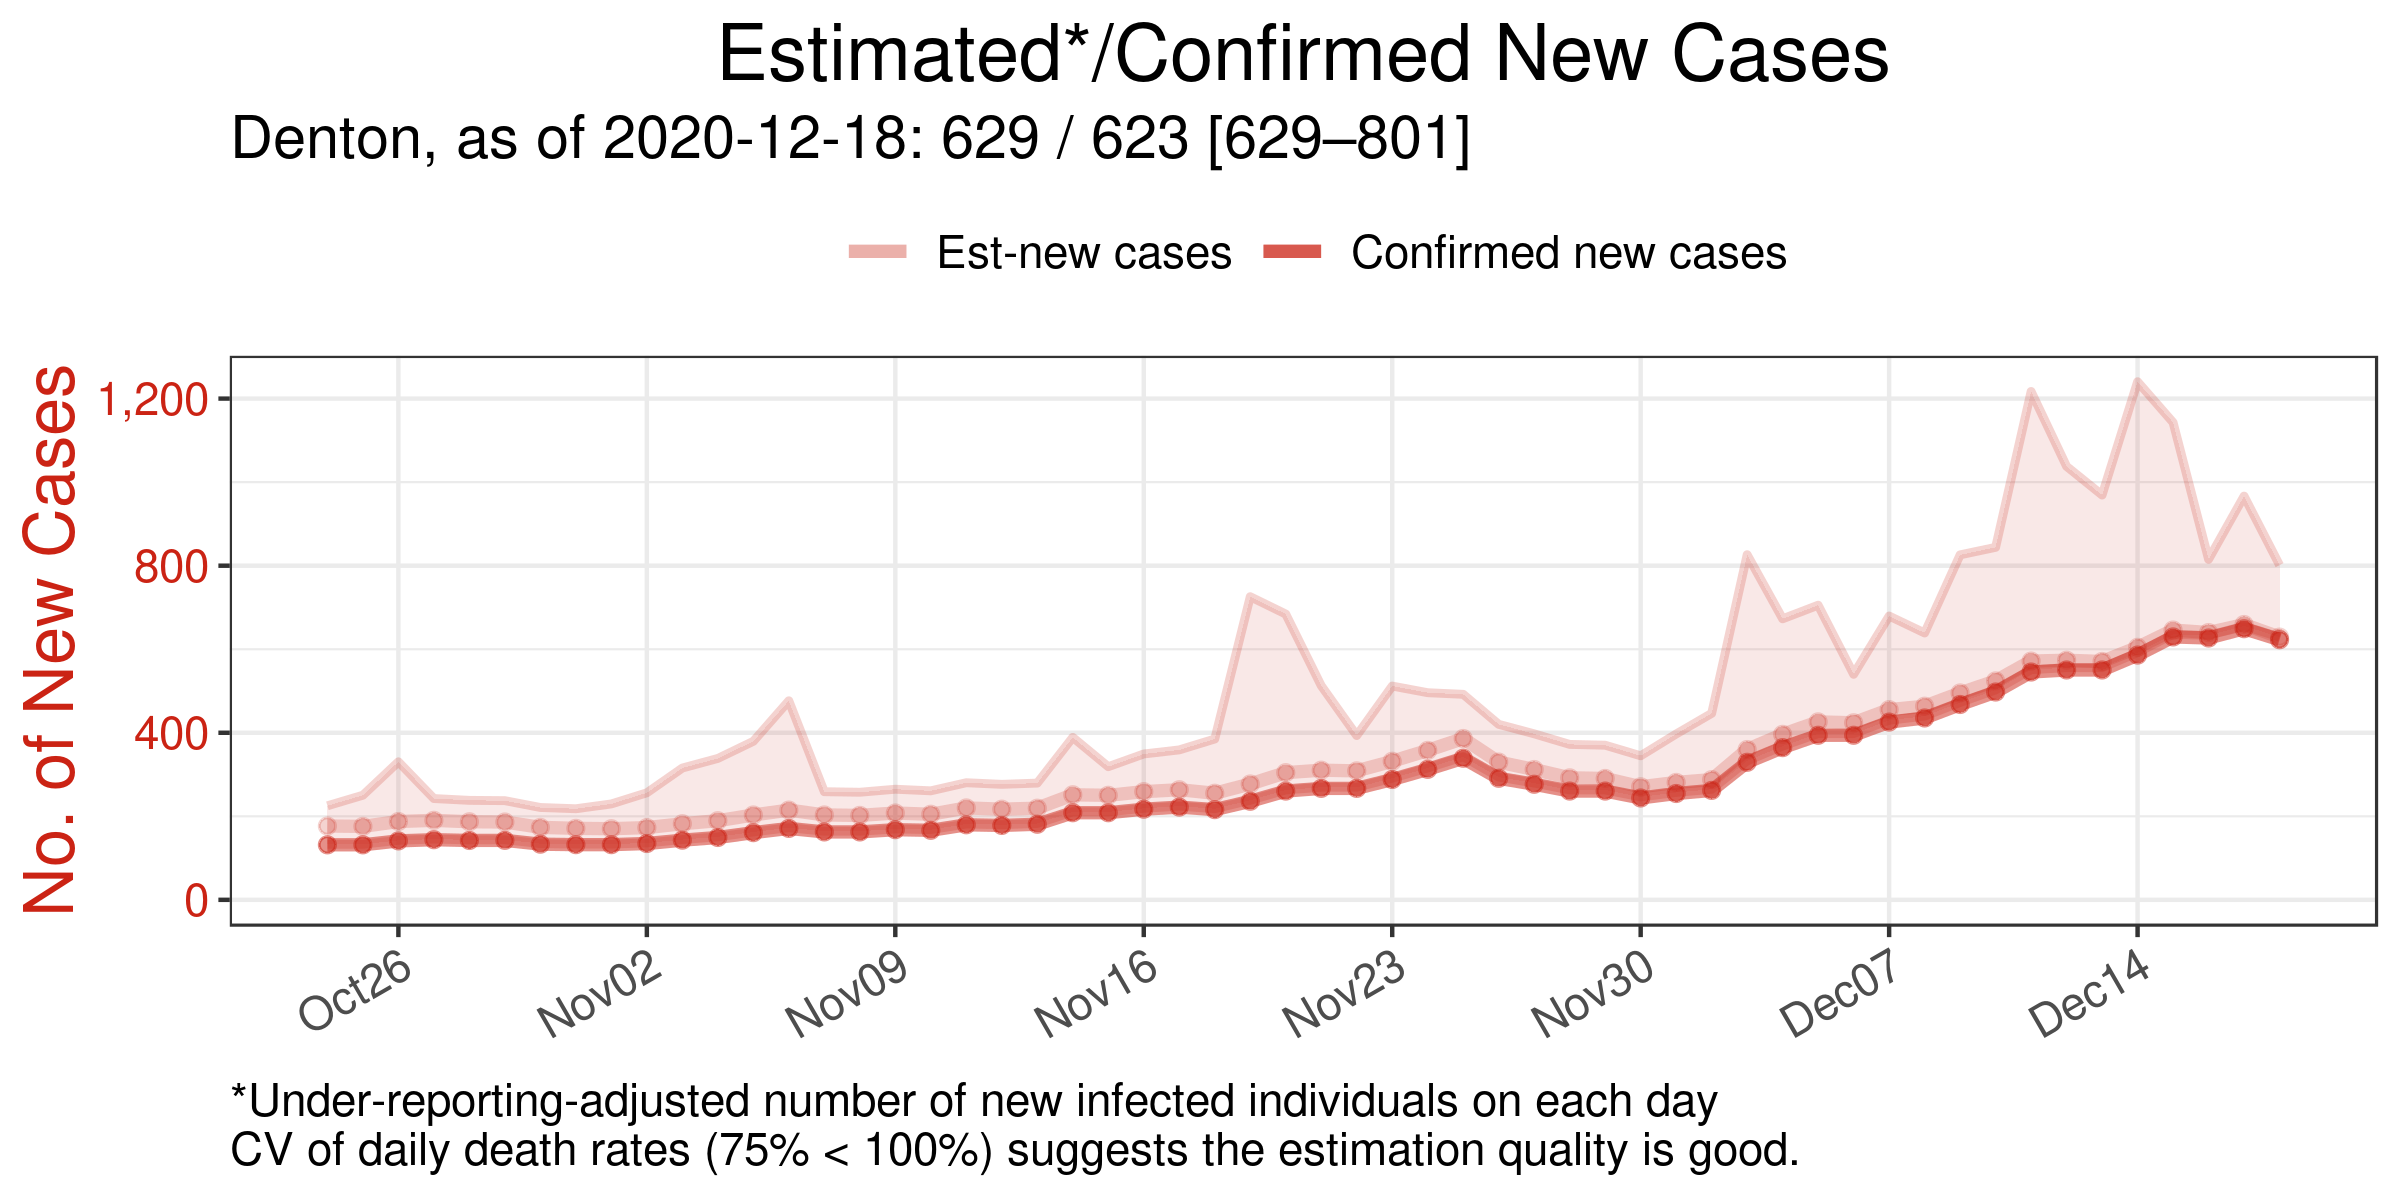 Estimated*/Confirmed New Cases
Denton, as of 2020-12-18: 629 / 623 [629–801]
Est-new cases
Confirmed new cases
No. of New Cases
1,200
800
400
0
Oct26
Nov02
Nov09
Nov16
Nov23
Nov30
Dec07
Dec14
*Under-reporting-adjusted number of new infected individuals on each day
CV of daily death rates (75% < 100%) suggests the estimation quality is good.